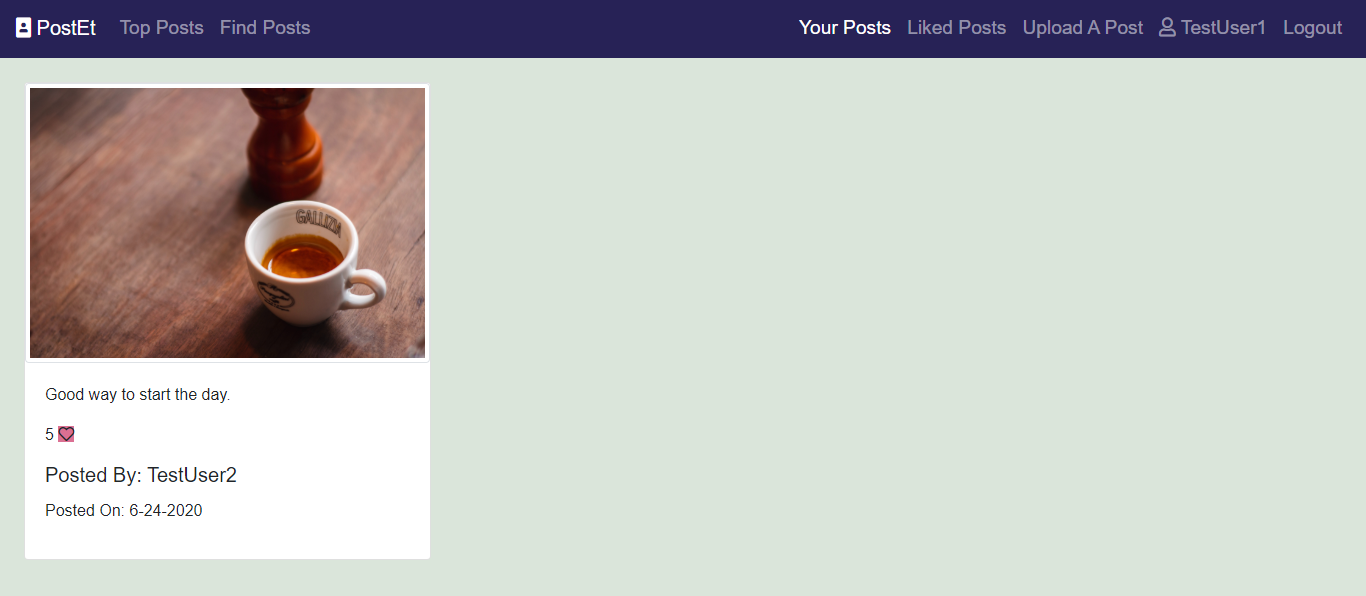 PostEt Top Posts Find Posts Your Posts Liked Posts Upload A Post TestUser1 Logout
GALLIZIA
Good way to start the day.
5
Posted By: TestUser2
Posted On: 6-24-2020